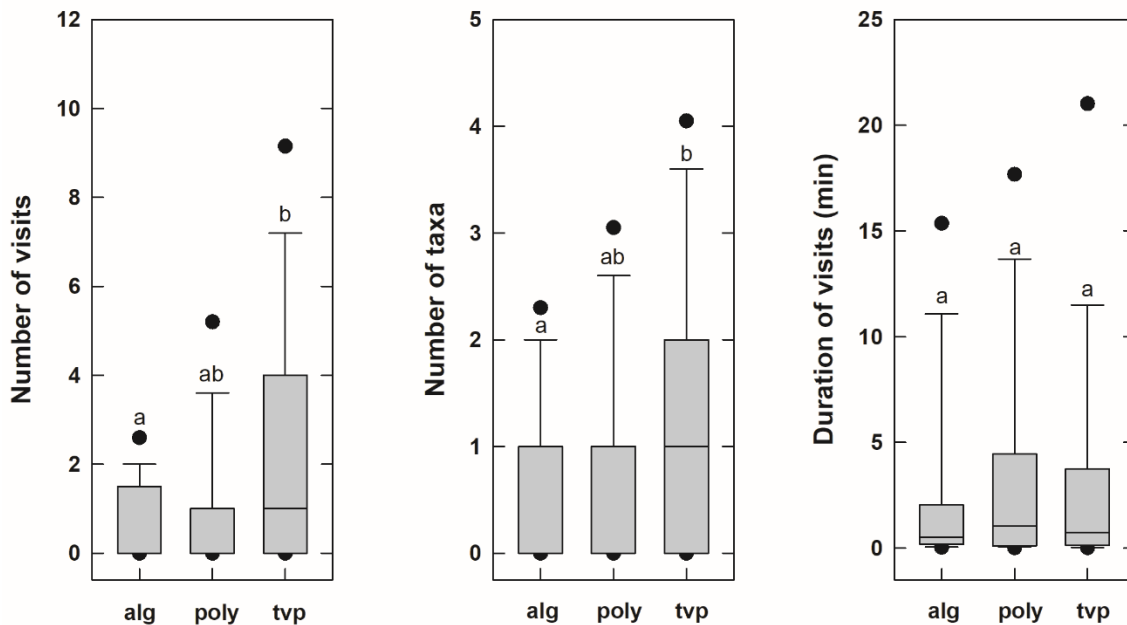 Number of visits
12
10
8
6
4
2
0
a
ab
b
alg poly tvp
Number of taxa
5
4
3
2
1
0
a
ab
b
alg poly tvp
Duration of visits (min)
25
20
15
10
5
0
a
a
a
alg poly tvp